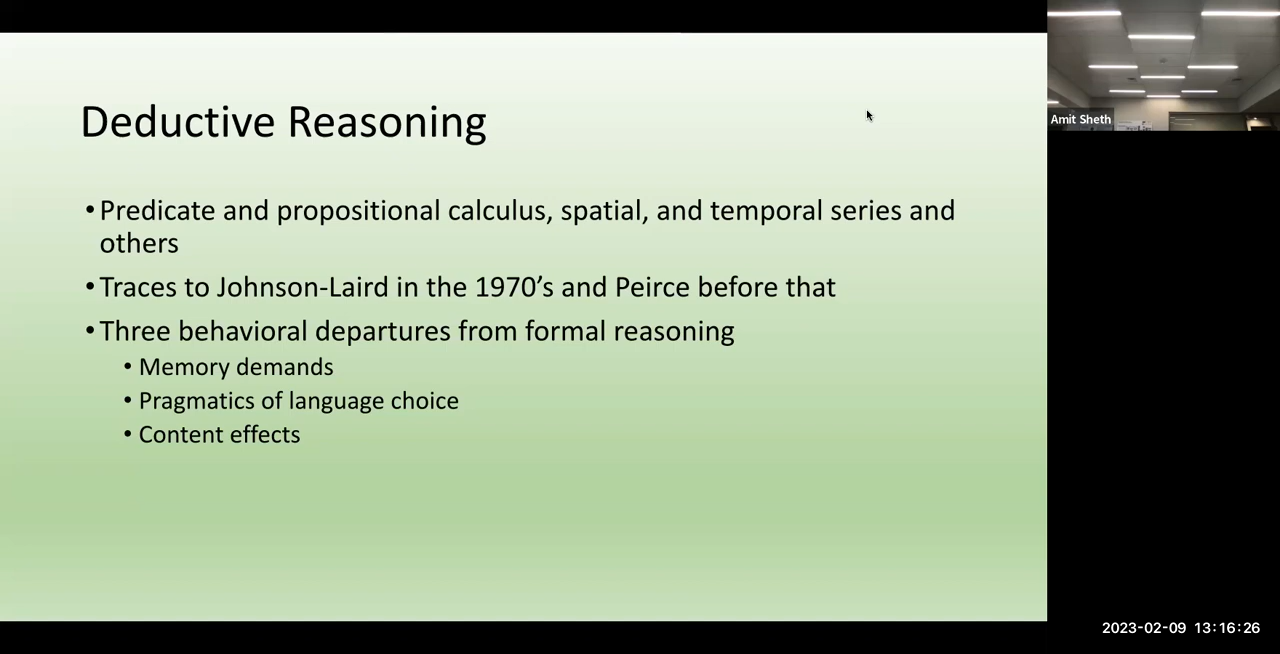 Deductive Reasoning
•Predicate and propositional calculus, spatial, and temporal series and
others
•Traces to Johnson-Laird in the 1970’s and Peirce before that
•Three behavioral departures from formal reasoning
• Memory demands
• Pragmatics of language choice
• Content effects
Amit Sheth
2023-02-09 13:16:26